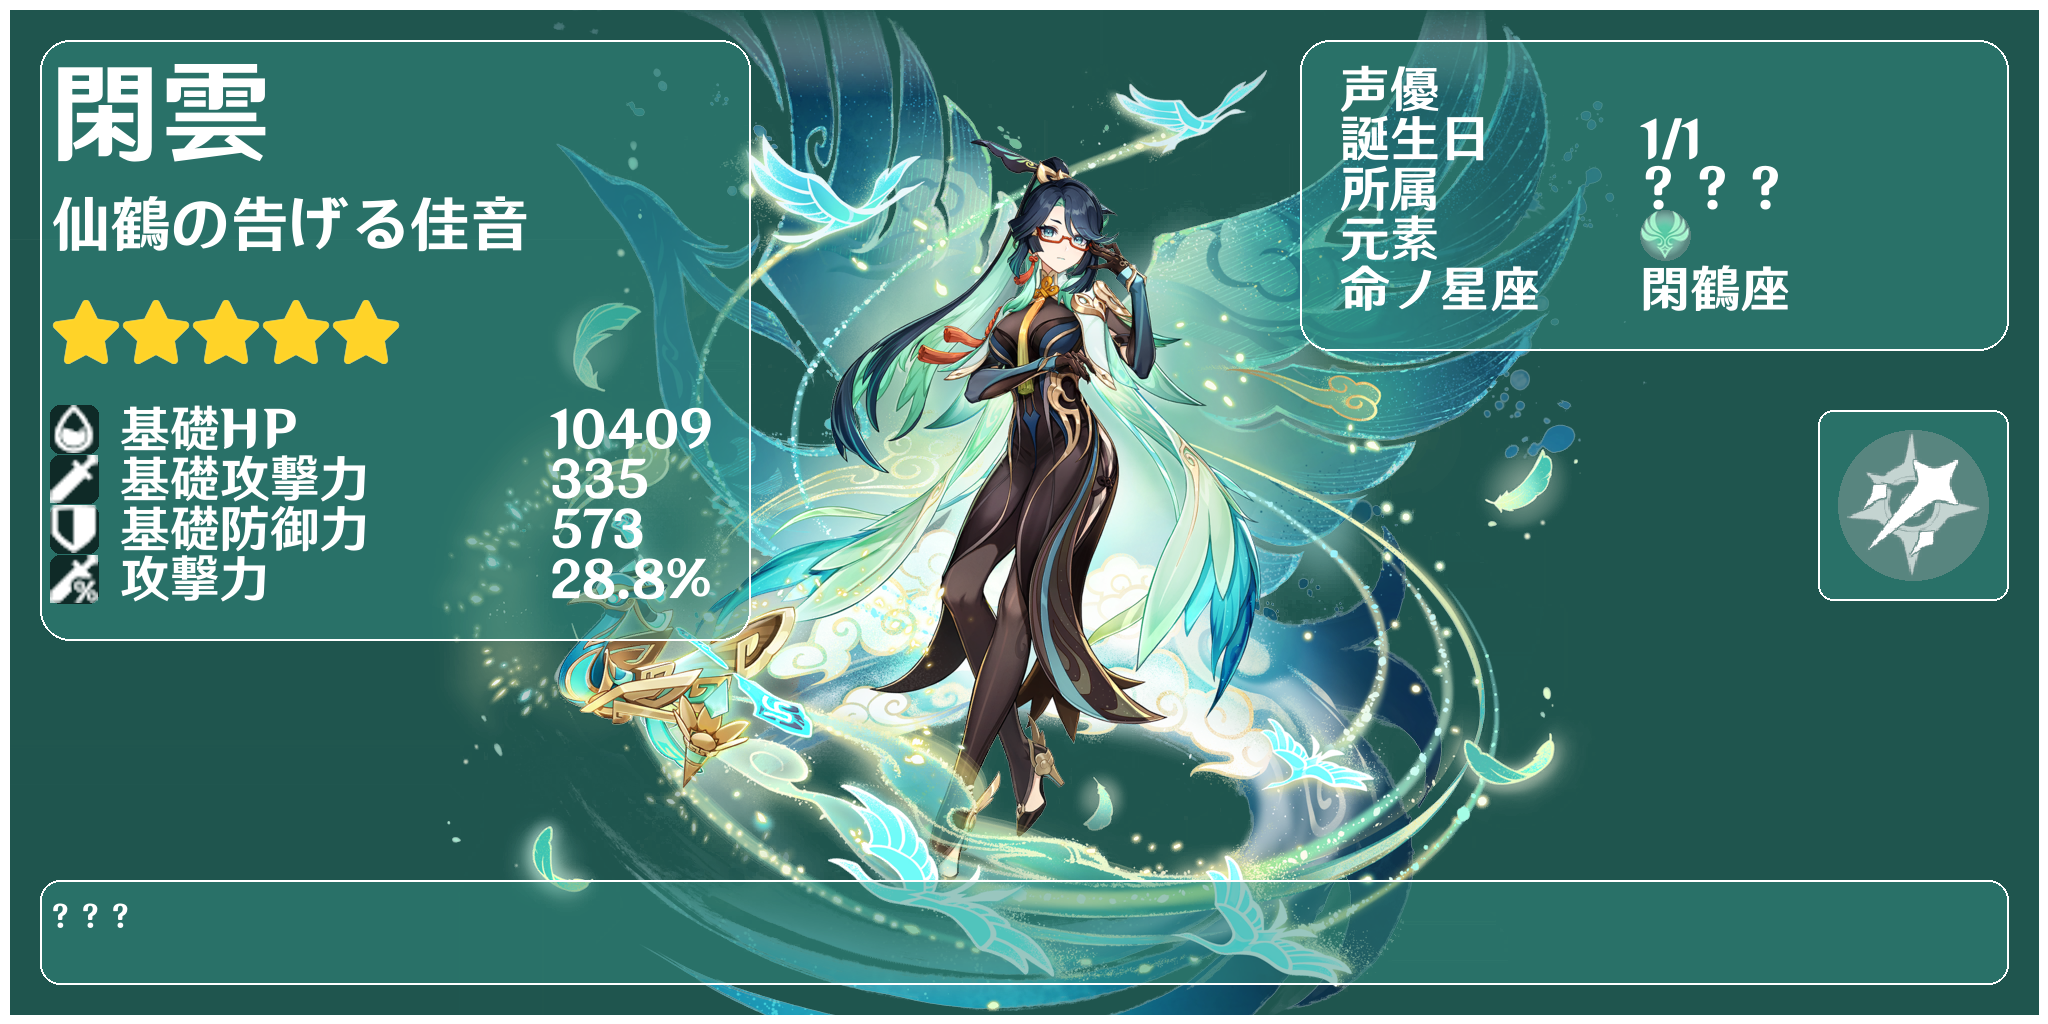 閑雲
仙鶴の告げる佳音
基礎HP 10409
基礎攻撃力 335
基礎防御力 573
攻撃力 28.8%
声優
誕生日 1/1
所属 ？？？
元素
命ノ星座 閑鶴座
？？？